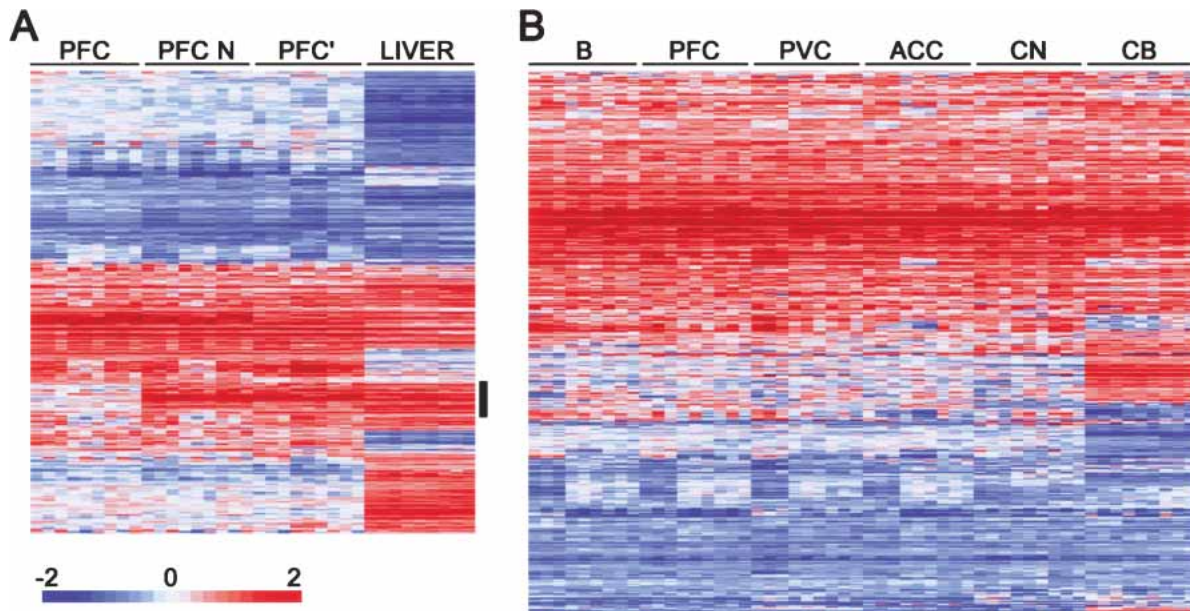 A
PFC PFC N PFC' LIVER
-2 0 2
B
B PFC PVC ACC CN CB